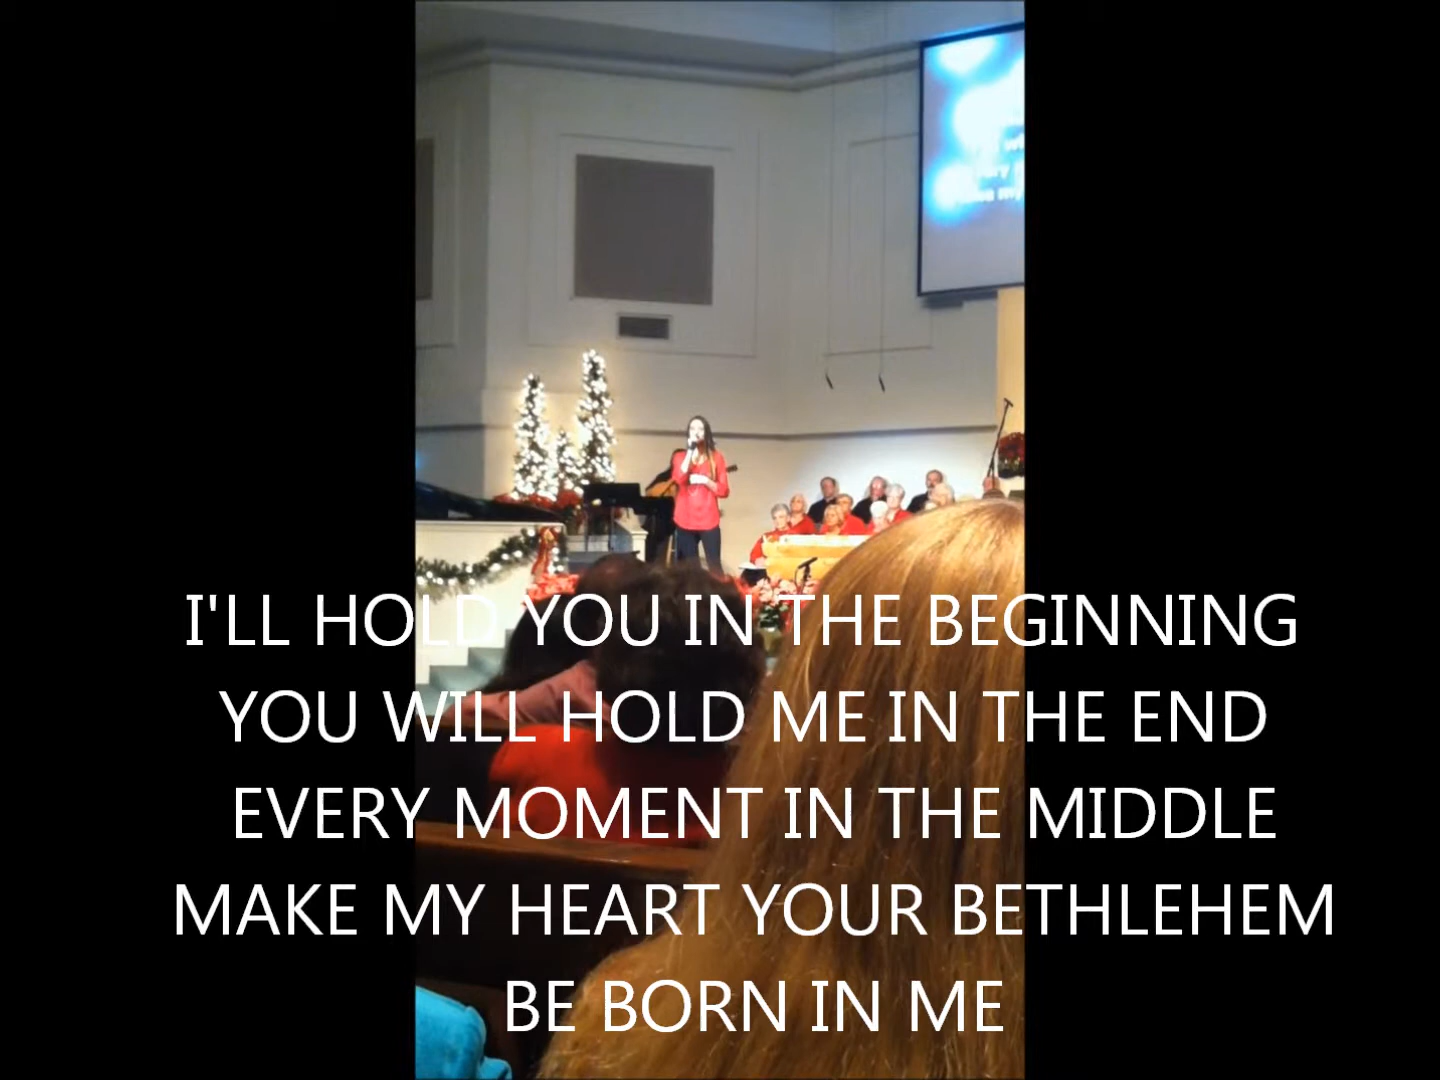 I'LL HOLD YOU IN THE BEGINNING
YOU WILL HOLD ME IN THE END
EVERY MOMENT IN THE MIDDLE
MAKE MY HEART YOUR BETHLEHEM
BE BORN IN ME